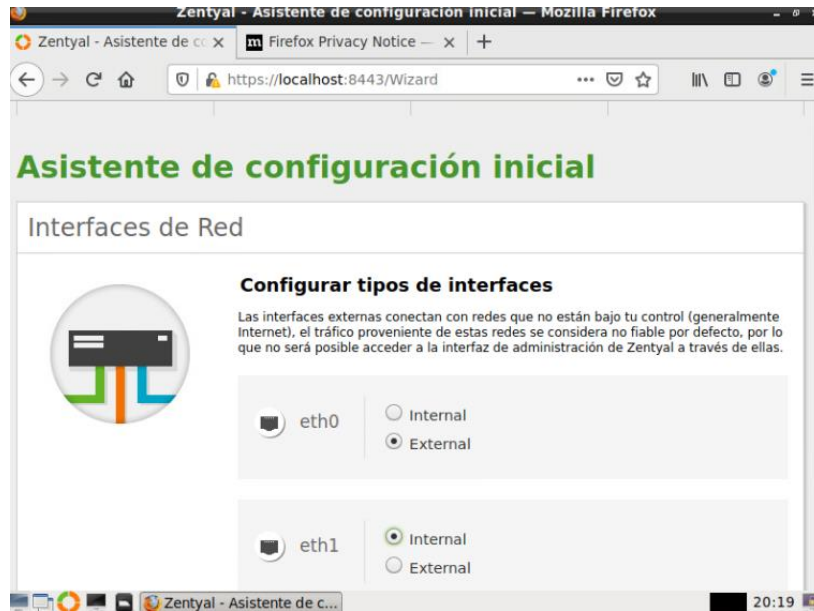 Zentyal - Asistente de configuración inicial — Mozilla Firefox
Zentyal - Asistente de co
Firefox Privacy Notice —
https://localhost:8443/Wizard
Asistente de configuración inicial
Interfaces de Red
Configurar tipos de interfaces
Las interfaces externas conectan con redes que no están bajo tu control (generalmente
Internet), el tráfico proveniente de estas redes se considera no fiable por defecto, por lo
que no será posible acceder a la interfaz de administración de Zentyal a través de ellas.
eth0
Internal
External
eth1
Internal
External
Zentyal - Asistente de c...
20:19